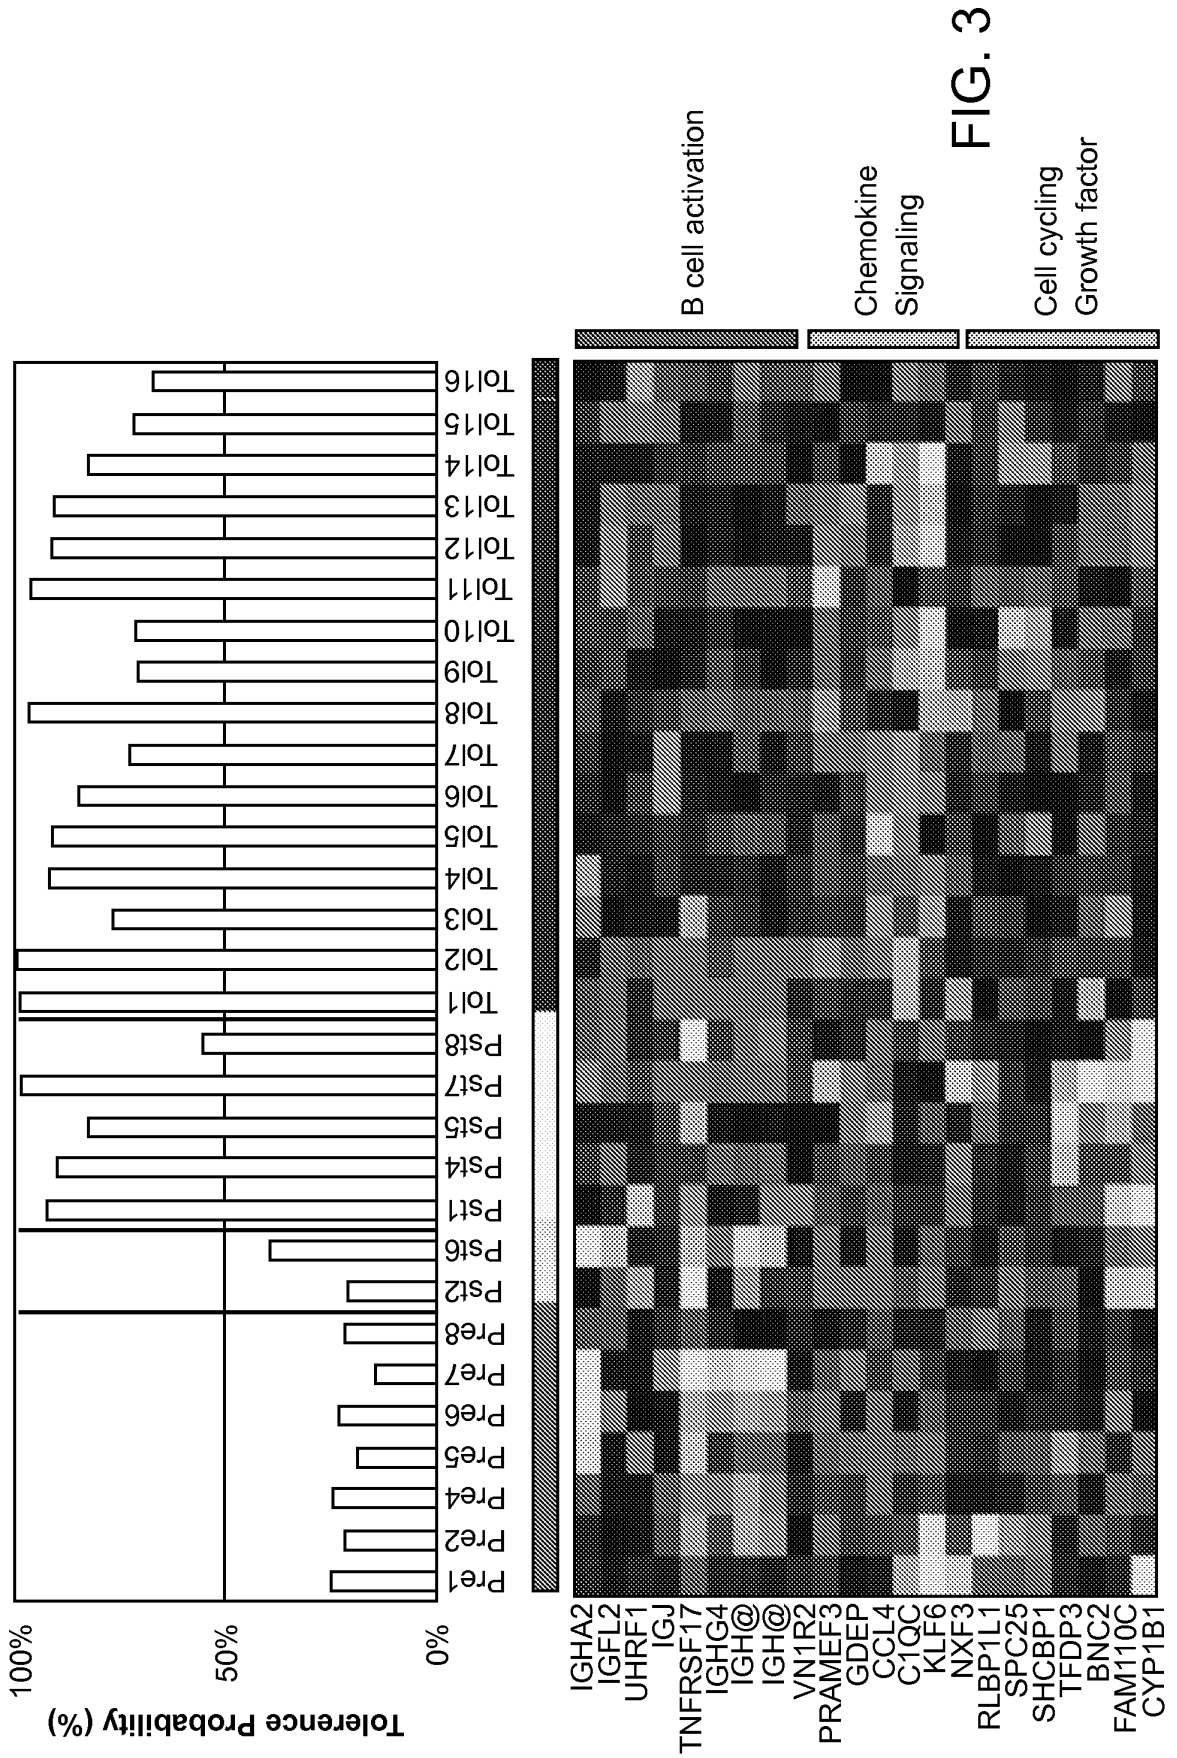 Tolerence Probability (%)
100%
50%
0%
Pre1
Pre2
Pre4
Pre5
Pre6
Pre7
Pre8
Pst2
Pst6
Pst1
Pst4
Pst5
Pst7
Pst8
Tol1
Tol2
Tol3
Tol4
Tol5
Tol6
Tol7
Tol8
Tol9
Tol10
Tol11
Tol12
Tol13
Tol14
Tol15
Tol16
IGHA2
IGFL2
UHRF1
IGJ
TNFRSF17
IGHG4
IGH@
IGH@
VN1R2
PRAMEF3
GDEP
CCL4
C1QC
KLF6
NXF3
RLBP1L1
SPC25
SHCBP1
TFDP3
BNC2
FAM110C
CYP1B1
B cell activation
Chemokine
Signaling
Cell cycling
Growth factor
FIG. 3